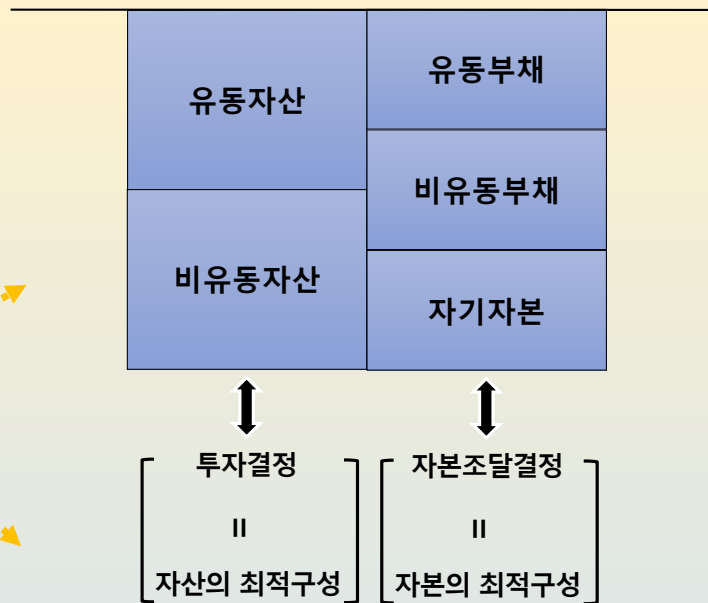 유동자산
비유동자산
유동부채
비유동부채
자기자본
투자결정
=
자산의 최적구성
자본조달결정
=
자본의 최적구성